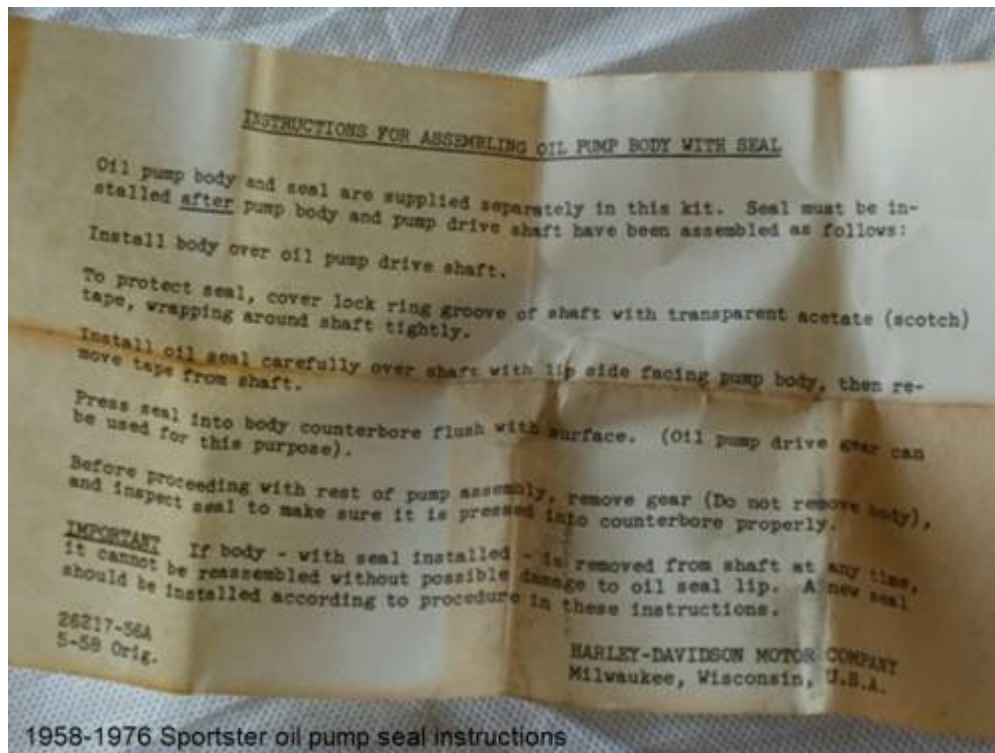 INSTRUCTIONS FOR ASSEMBLING OIL PUMP BODY WITH SEAL
Oil pump body and seal are supplied separately in this kit. Seal must be in-
stalled after pump body and pump drive shaft have been assembled as follows:
Install body over oil pump drive shaft.
To protect seal, cover lock ring groove of shaft with transparent acetate (scotch)
tape, wrapping around shaft tightly.
Install oil seal carefully over shaft with lip side facing pump body, then re-
move tape from shaft.
Press seal into body counterbore flush with surface. (Oil pump drive gear can
be used for this purpose).
Before proceeding with rest of pump assembly, remove gear (Do not remove body),
and inspect seal to make sure it is pressed into counterbore properly.
IMPORTANT If body - with seal installed - is removed from shaft at any time,
it cannot be reassembled without possible damage to oil seal lip. A new seal
should be installed according to procedure in these instructions.
26217-56A
5-58 Orig.
HARLEY-DAVIDSON MOTOR COMPANY
Milwaukee, Wisconsin, U.S.A.
1958-1976 Sportster oil pump seal instructions